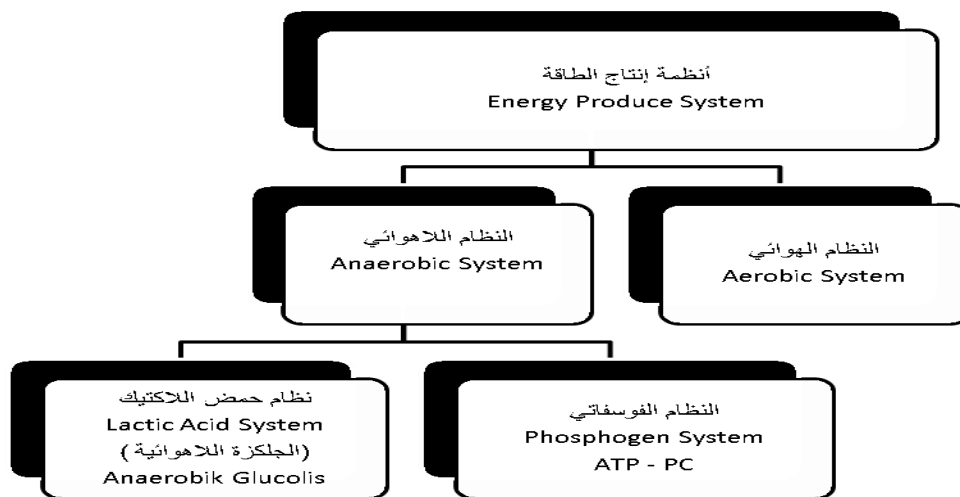 أنظمة إنتاج الطاقة
Energy Produce System
النظام اللاهوائي
Anaerobic System
النظام الهوائي
Aerobic System
نظام حمض اللاكتيك
Lactic Acid System
(الجلكزة اللاهوائية )
Anaerobik Glucolis
النظام الفوسفاتي
Phosphogen System
ATP - PC